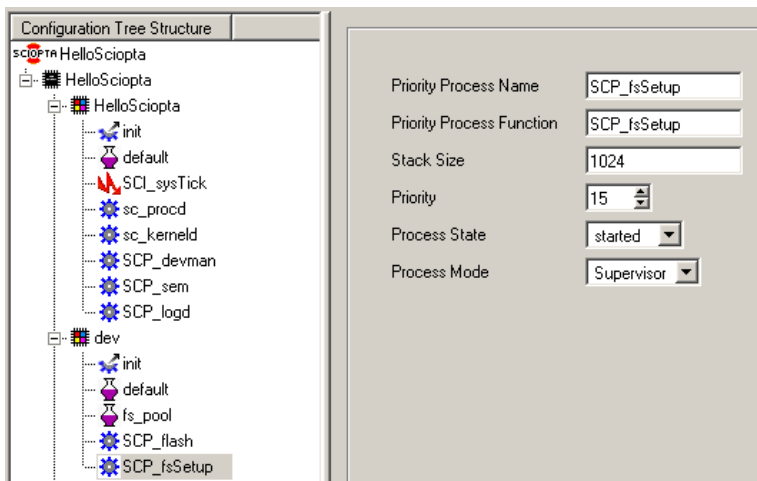 Configuration Tree Structure
SCIOPTA HelloSciopta
HelloSciopta
HelloSciopta
init
default
SCI_sysTick
sc_procd
sc_kerneld
SCP_devman
SCP_sem
SCP_logd
dev
init
default
fs_pool
SCP_flash
SCP_fsSetup
Priority Process Name SCP_fsSetup
Priority Process Function SCP_fsSetup
Stack Size 1024
Priority 15
Process State started
Process Mode Supervisor